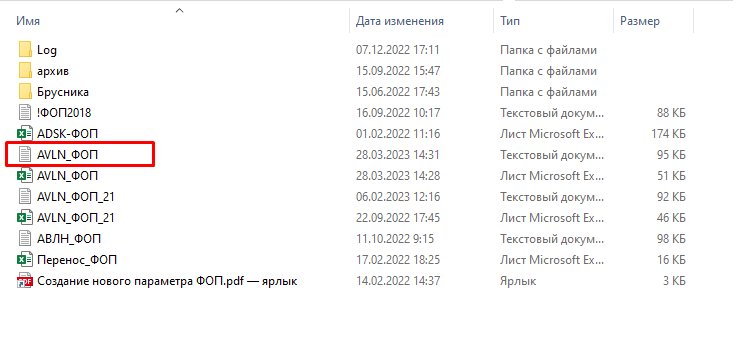 Имя Дата изменения Тип Размер
Log 07.12.2022 17:11 Папка с файлами
архив 15.09.2022 15:47 Папка с файлами
Брусника 15.06.2022 17:43 Папка с файлами
!ФОП2018 16.09.2022 10:17 Текстовый докум... 88 КБ
ADSK-ФОП 01.02.2022 11:16 Лист Microsoft Ex... 174 КБ
AVLN_ФОП 28.03.2023 14:31 Текстовый докум... 95 КБ
AVLN_ФОП 28.03.2023 14:28 Лист Microsoft Ex... 51 КБ
AVLN_ФОП_21 06.02.2023 12:16 Текстовый докум... 92 КБ
AVLN_ФОП_21 22.09.2022 17:45 Лист Microsoft Ex... 46 КБ
АВЛН_ФОП 11.10.2022 9:15 Текстовый докум... 98 КБ
Перенос_ФОП 17.02.2022 18:25 Лист Microsoft Ex... 16 КБ
Создание нового параметра ФОП.pdf — ярлык 14.02.2022 14:37 Ярлык 3 КБ